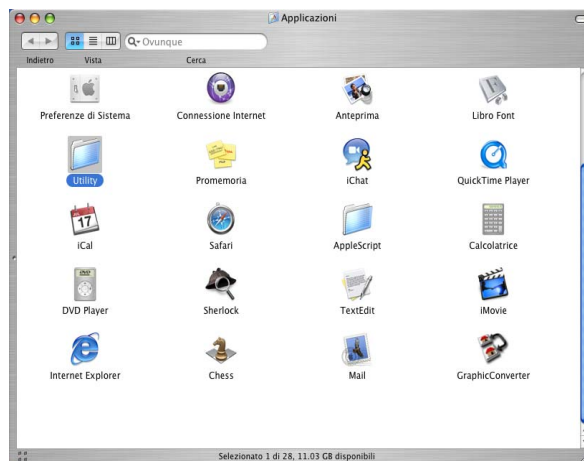 Applicazioni
Ovunque
Indietro Vista Cerca
Preferenze di Sistema Connessione Internet Anteprima Libro Font
Utility Promemoria iChat QuickTime Player
17
iCal Safari AppleScript Calcolatrice
DVD Player Sherlock TextEdit iMovie
Internet Explorer Chess Mail GraphicConverter
Selezionato 1 di 28, 11.03 GB disponibili